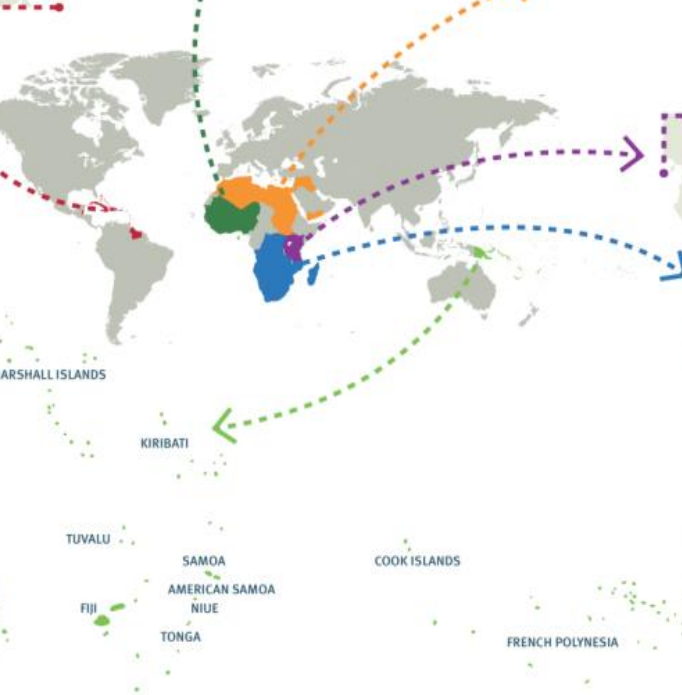 ARSHALL ISLANDS
KIRIBATI
TUVALU
SAMOA
COOK ISLANDS
AMERICAN SAMOA
FIJI
NIUE
TONGA
FRENCH POLYNESIA